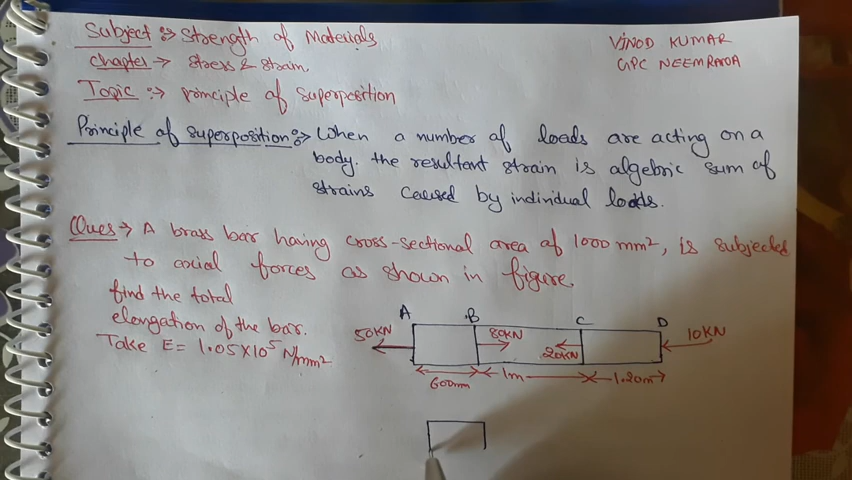 Subject :→ Strength of Materials
VINOD KUMAR
Chapter → Stress & Strain,
GPC NEEMRANA
Topic :→ principle of superposition
Principle of superposition :→ When a number of loads are acting on a
body. the resultant strain is algebric sum of
strains caused by individual loads.
Ques → A brass bar having cross-sectional area of 1000 mm², is subjected
to axial forces as shown in figure.
find the total
elongation of the bar.
Take E = 1.05 X 10⁵ N/mm²
A B C D
50KN 80KN 20KN 10KN
600mm 1m 1.20m